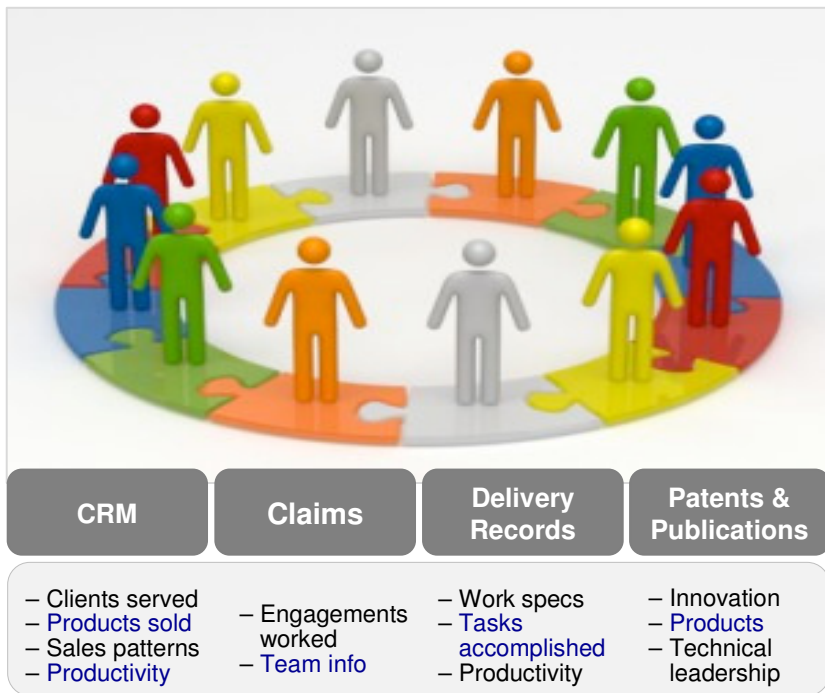 CRM
Claims
Delivery
Records
Patents &
Publications
– Clients served
– Products sold
– Sales patterns
– Productivity
– Engagements
worked
– Team info
– Work specs
– Tasks
accomplished
– Productivity
– Innovation
– Products
– Technical
leadership